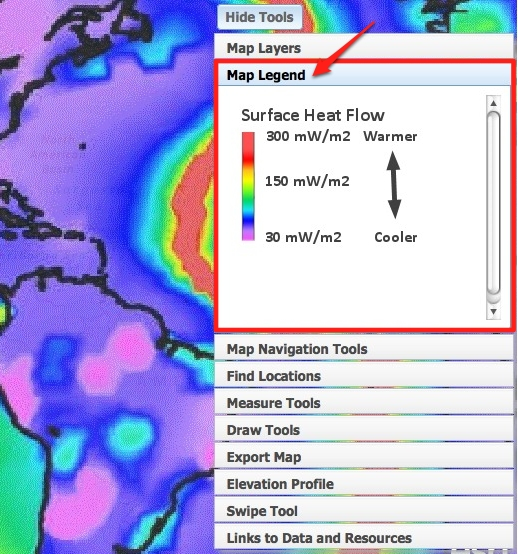 Hide Tools
Map Layers
Map Legend
Surface Heat Flow
300 mW/m2 Warmer
150 mW/m2
30 mW/m2 Cooler
Map Navigation Tools
Find Locations
Measure Tools
Draw Tools
Export Map
Elevation Profile
Swipe Tool
Links to Data and Resources